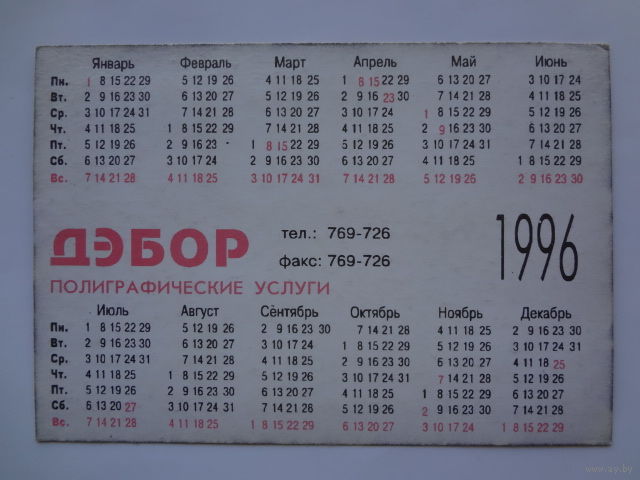 Январь Февраль Март Апрель Май Июнь
Пн. 1 8 15 22 29 5 12 19 26 4 11 18 25 1 8 15 22 29 6 13 20 27 3 10 17 24
Вт. 2 9 16 23 30 6 13 20 27 5 12 19 26 2 9 16 23 30 7 14 21 28 4 11 18 25
Ср. 3 10 17 24 31 7 14 21 28 6 13 20 27 3 10 17 24 1 8 15 22 29 5 12 19 26
Чт. 4 11 18 25 1 8 15 22 29 7 14 21 28 4 11 18 25 2 9 16 23 30 6 13 20 27
Пт. 5 12 19 26 2 9 16 23 1 8 15 22 29 5 12 19 26 3 10 17 24 31 7 14 21 28
Сб. 6 13 20 27 3 10 17 24 2 9 16 23 30 6 13 20 27 4 11 18 25 1 8 15 22 29
Вс. 7 14 21 28 4 11 18 25 3 10 17 24 31 7 14 21 28 5 12 19 26 2 9 16 23 30
ДЭБОР
ПОЛИГРАФИЧЕСКИЕ УСЛУГИ
тел.: 769-726
факс: 769-726
1996
Июль Август Сентябрь Октябрь Ноябрь Декабрь
Пн. 1 8 15 22 29 5 12 19 26 2 9 16 23 30 7 14 21 28 4 11 18 25 2 9 16 23 30
Вт. 2 9 16 23 30 6 13 20 27 3 10 17 24 1 8 15 22 29 5 12 19 26 3 10 17 24 31
Ср. 3 10 17 24 31 7 14 21 28 4 11 18 25 2 9 16 23 30 6 13 20 27 4 11 18 25
Чт. 4 11 18 25 1 8 15 22 29 5 12 19 26 3 10 17 24 31 7 14 21 28 5 12 19 26
Пт. 5 12 19 26 2 9 16 23 30 6 13 20 27 4 11 18 25 1 8 15 22 29 6 13 20 27
Сб. 6 13 20 27 3 10 17 24 31 7 14 21 28 5 12 19 26 2 9 16 23 30 7 14 21 28
Вс. 7 14 21 28 4 11 18 25 1 8 15 22 29 6 13 20 27 3 10 17 24 1 8 15 22 29
www.ay.by